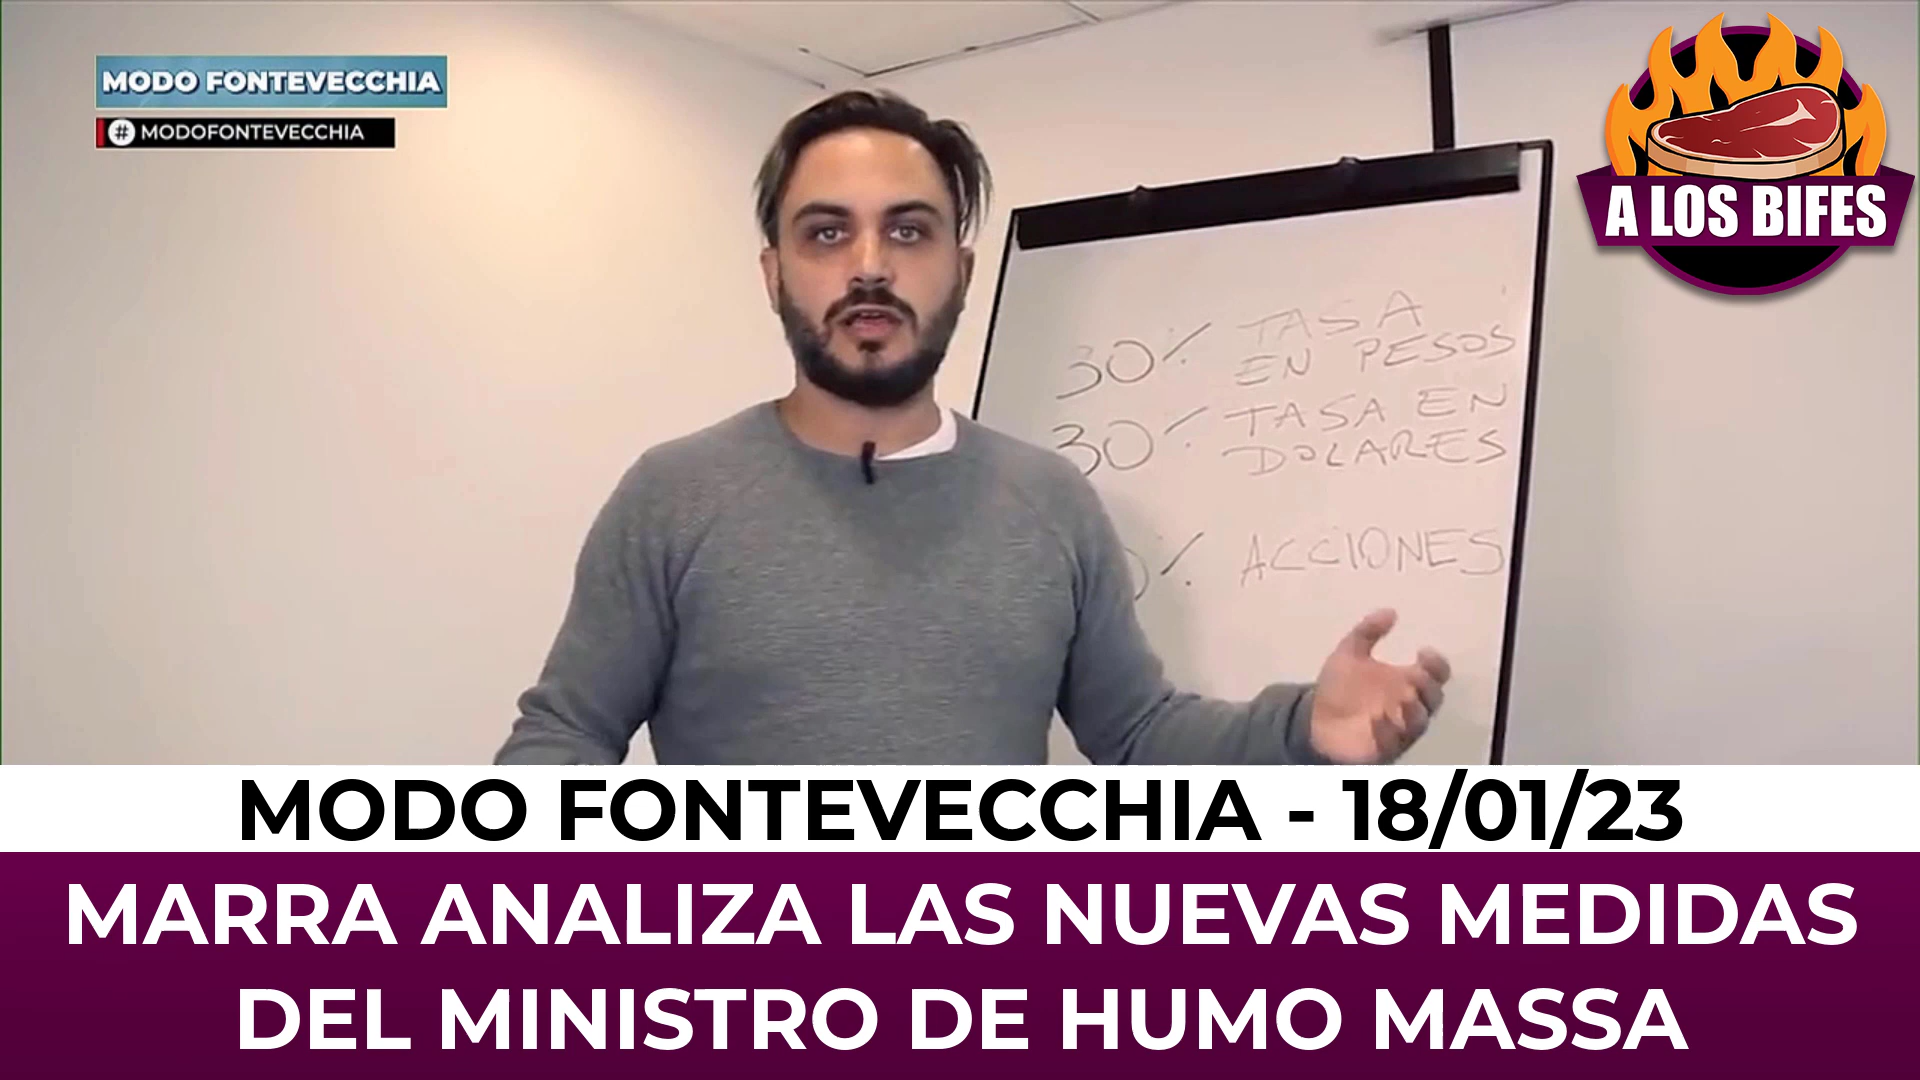 MODO FONTEVECCHIA
# MODOFONTEVECCHIA
A LOS BIFES
30% TASA
EN PESOS
30% TASA EN
DOLARES
% ACCIONES
MODO FONTEVECCHIA - 18/01/23
MARRA ANALIZA LAS NUEVAS MEDIDAS
DEL MINISTRO DE HUMO MASSA